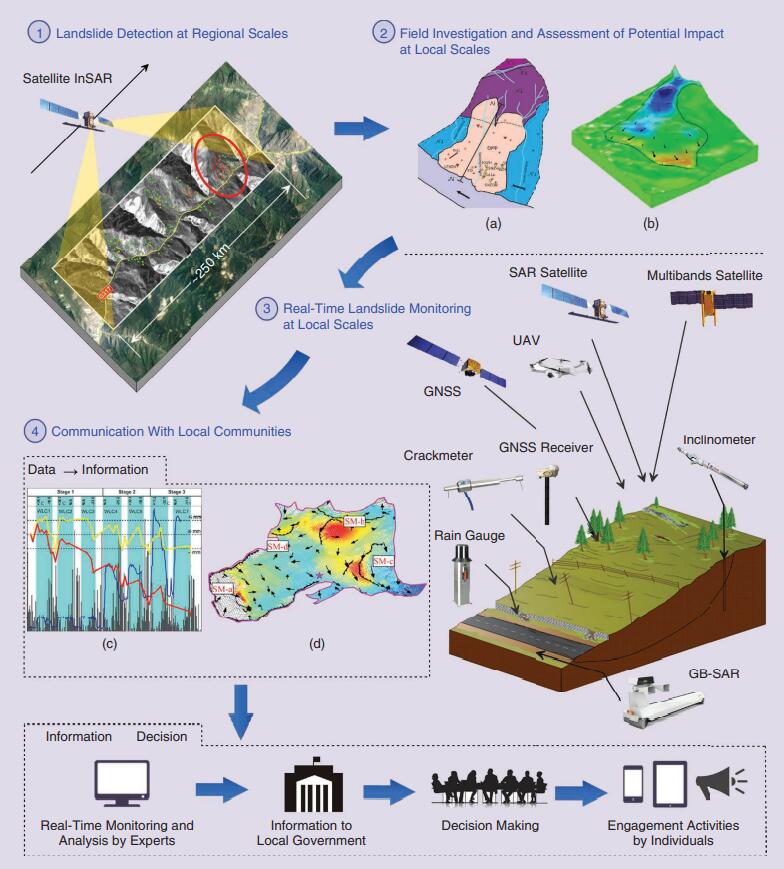 1 Landslide Detection at Regional Scales
2 Field Investigation and Assessment of Potential Impact
at Local Scales
Satellite InSAR
~250 km
(a)
(b)
3 Real-Time Landslide Monitoring
at Local Scales
SAR Satellite
Multibands Satellite
UAV
GNSS
4 Communication With Local Communities
Data → Information
Crackmeter
GNSS Receiver
Inclinometer
Rain Gauge
Stage 1
Stage 2
Stage 3
WLC1
WLC2
WLC3
WLC4
WLC5
WLC6
WLC7
SM-b
SM-d
SM-c
SM-a
(c)
(d)
GB-SAR
Information
Decision
Real-Time Monitoring and
Analysis by Experts
Information to
Local Government
Decision Making
Engagement Activities
by Individuals